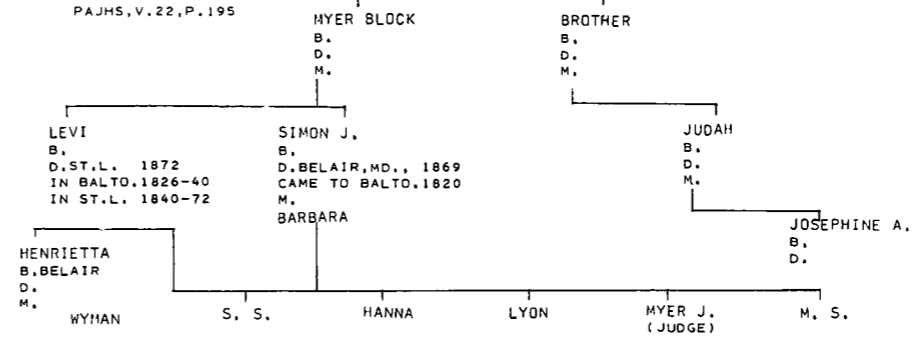 PAJHS,V.22,P.195
MYER BLOCK
B.
D.
M.
BROTHER
B.
D.
M.
LEVI
B.
D.ST.L. 1872
IN BALTO.1826-40
IN ST.L. 1840-72
SIMON J.
B.
D.BELAIR,MD., 1869
CAME TO BALTO.1820
M.
BARBARA
JUDAH
B.
D.
M.
JOSEPHINE A.
B.
D.
HENRIETTA
B.BELAIR
D.
M.
WYMAN
S. S.
HANNA
LYON
MYER J.
(JUDGE)
M. S.